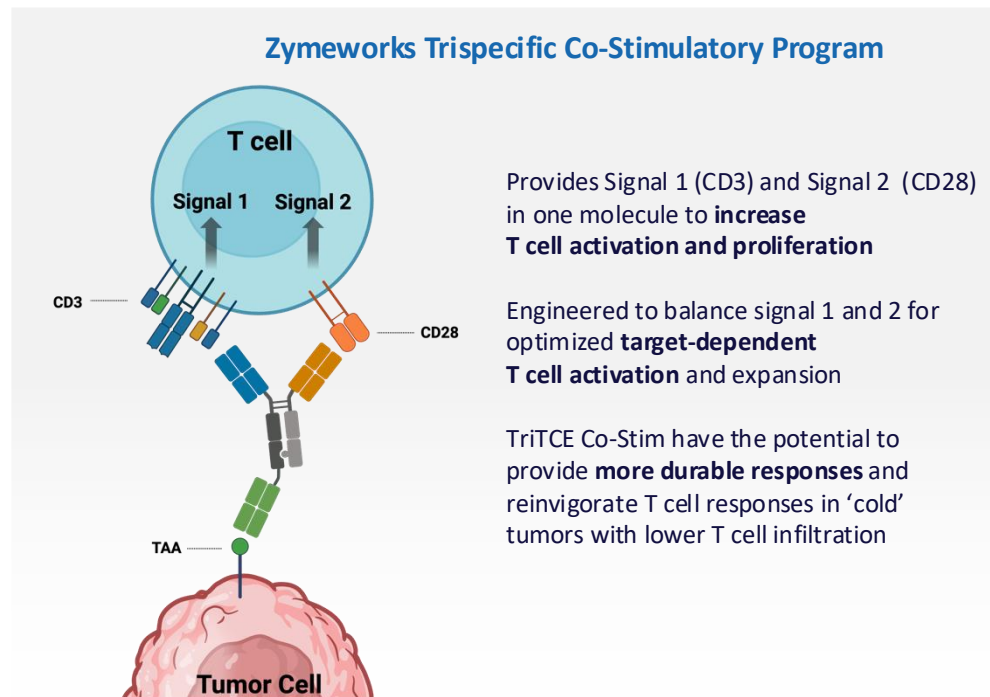 Zymeworks Trispecific Co-Stimulatory Program
T cell
Signal 1
Signal 2
CD3
CD28
TAA
Tumor Cell
Provides Signal 1 (CD3) and Signal 2 (CD28)
in one molecule to increase
T cell activation and proliferation
Engineered to balance signal 1 and 2 for
optimized target-dependent
T cell activation and expansion
TriTCE Co-Stim have the potential to
provide more durable responses and
reinvigorate T cell responses in ‘cold’
tumors with lower T cell infiltration